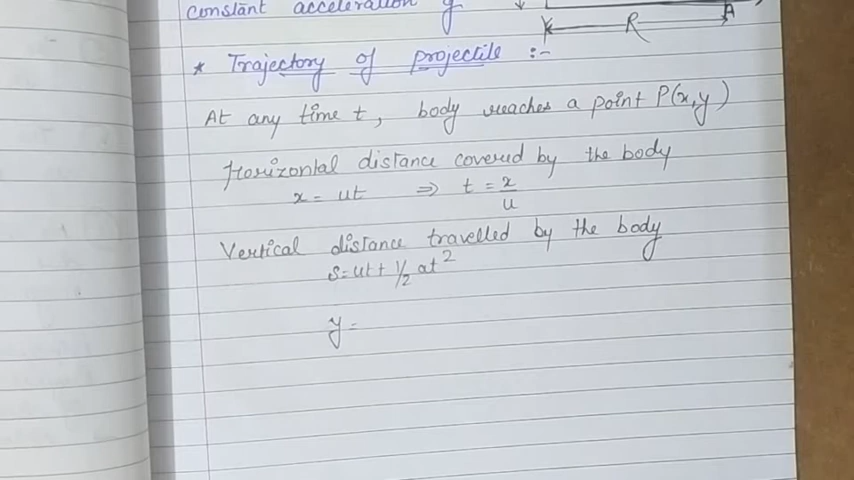 constant acceleration g
R A
* Trajectory of projectile :-
At any time t, body reaches a point P(x,y)
Horizontal distance covered by the body
x = ut ⇒ t = x/u
Vertical distance travelled by the body
s = ut + 1/2 at²
y =